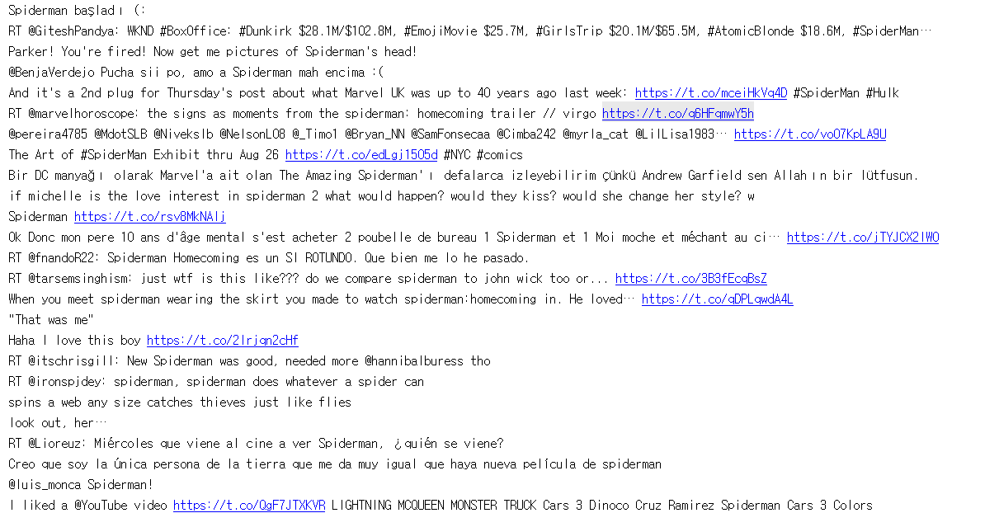 Spiderman başladı (:
RT @GiteshPandya: WKND #BoxOffice: #Dunkirk $28.1M/$102.8M, #EmojiMovie $25.7M, #GirlsTrip $20.1M/$65.5M, #AtomicBlonde $18.6M, #SpiderMan…
Parker! You're fired! Now get me pictures of Spiderman's head!
@BenjaVerdejo Pucha sii po, amo a Spiderman mah encima :(
And it's a 2nd plug for Thursday's post about what Marvel UK was up to 40 years ago last week: https://t.co/mceiHkVq4D #SpiderMan #Hulk
RT @marvelhoroscope: the signs as moments from the spiderman: homecoming trailer // virgo https://t.co/q6HFqmwY5h
@pereira4785 @MdotSLB @Nivekslb @NelsonL08 @_Timo1 @Bryan_NN @SamFonsecaa @Cimba242 @myrla_cat @LilLisa1983… https://t.co/voO7KpLA9U
The Art of #SpiderMan Exhibit thru Aug 26 https://t.co/edLgj15O5d #NYC #comics
Bir DC manyağı olarak Marvel'a ait olan The Amazing Spiderman'ı defalarca izleyebilirim çünkü Andrew Garfield sen Allahın bir lütfusun.
if michelle is the love interest in spiderman 2 what would happen? would they kiss? would she change her style? w
Spiderman https://t.co/rsv8MkNAlj
Ok Donc mon pere 10 ans d'âge mental s'est acheter 2 poubelle de bureau 1 Spiderman et 1 Moi moche et méchant au ci… https://t.co/jTYJCX2IWO
RT @fnandoR22: Spiderman Homecoming es un SI ROTUNDO. Que bien me lo he pasado.
RT @tarsemsinghism: just wtf is this like??? do we compare spiderman to john wick too or... https://t.co/3B3fEcqBsZ
When you meet spiderman wearing the skirt you made to watch spiderman:homecoming in. He loved… https://t.co/qDPLqwdA4L
"That was me"
Haha I love this boy https://t.co/2Irjqn2cHf
RT @itschrisgill: New Spiderman was good, needed more @hannibalburess tho
RT @ironspjdey: spiderman, spiderman does whatever a spider can
spins a web any size catches thieves just like flies
look out, her…
RT @Lioreuz: Miércoles que viene al cine a ver Spiderman, ¿quién se viene?
Creo que soy la única persona de la tierra que me da muy igual que haya nueva película de spiderman
@luis_monca Spiderman!
I liked a @YouTube video https://t.co/QgF7JTXKVR LIGHTNING MCQUEEN MONSTER TRUCK Cars 3 Dinoco Cruz Ramirez Spiderman Cars 3 Colors